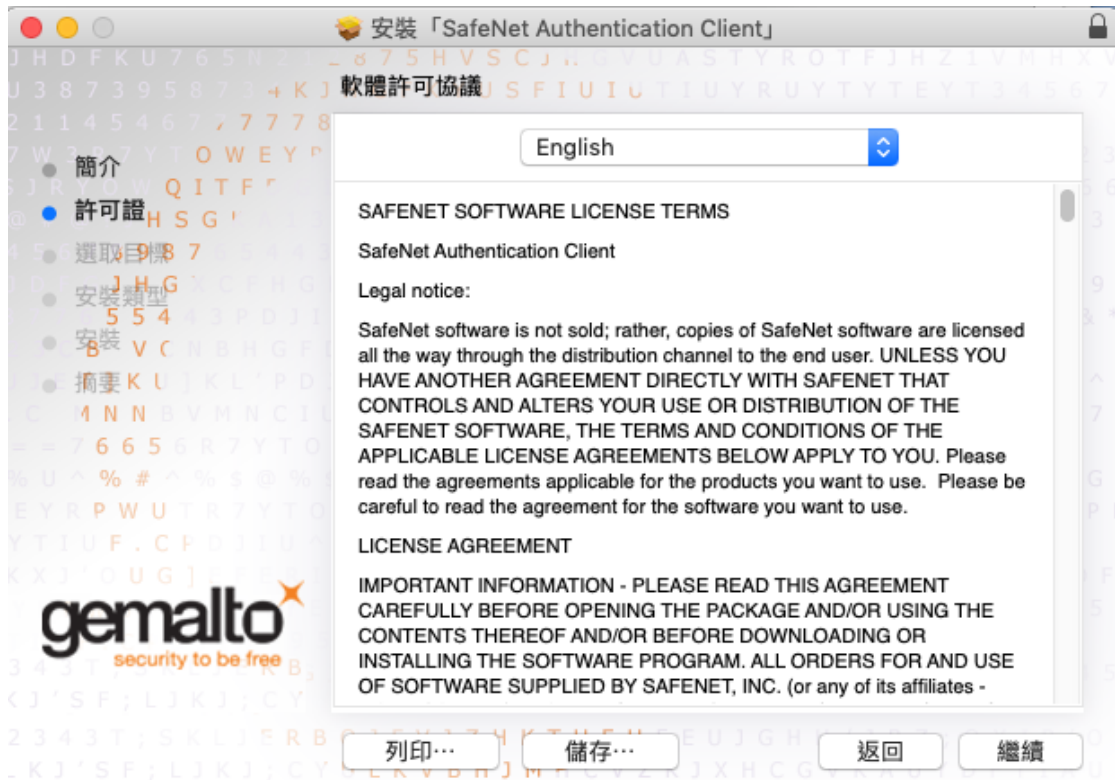 安裝「SafeNet Authentication Client」
軟體許可協議
簡介
許可證
選取目標
安裝類型
安裝
摘要
English
SAFENET SOFTWARE LICENSE TERMS
SafeNet Authentication Client
Legal notice:
SafeNet software is not sold; rather, copies of SafeNet software are licensed
all the way through the distribution channel to the end user. UNLESS YOU
HAVE ANOTHER AGREEMENT DIRECTLY WITH SAFENET THAT
CONTROLS AND ALTERS YOUR USE OR DISTRIBUTION OF THE
SAFENET SOFTWARE, THE TERMS AND CONDITIONS OF THE
APPLICABLE LICENSE AGREEMENTS BELOW APPLY TO YOU. Please
read the agreements applicable for the products you want to use.  Please be
careful to read the agreement for the software you want to use.
LICENSE AGREEMENT
IMPORTANT INFORMATION - PLEASE READ THIS AGREEMENT
CAREFULLY BEFORE OPENING THE PACKAGE AND/OR USING THE
CONTENTS THEREOF AND/OR BEFORE DOWNLOADING OR
INSTALLING THE SOFTWARE PROGRAM. ALL ORDERS FOR AND USE
OF SOFTWARE SUPPLIED BY SAFENET, INC. (or any of its affiliates -
gemalto
security to be free
列印⋯
儲存⋯
返回
繼續